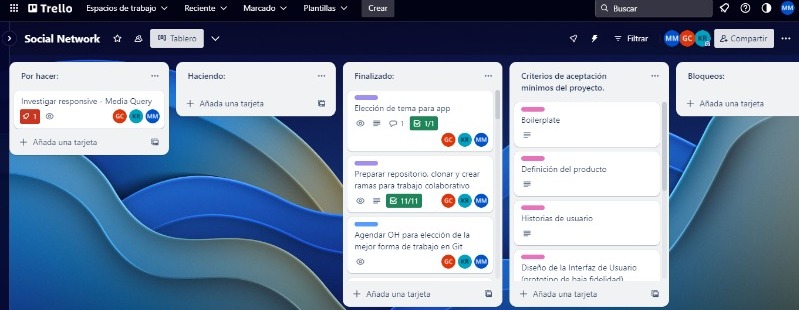 Trello
Espacios de trabajo
Reciente
Marcado
Plantillas
Crear
Buscar
MM
Social Network
Tablero
Filtrar
MM
GC
KR
Compartir
Por hacer:
Investigar responsive - Media Query
1
GC
KR
MM
Añada una tarjeta
Haciendo:
Añada una tarjeta
Finalizado:
Elección de tema para app
1
1/1
GC
KR
MM
Preparar repositorio, clonar y crear
ramas para trabajo colaborativo
11/11
GC
KR
MM
Agendar OH para elección de la
mejor forma de trabajo en Git
GC
KR
MM
Añada una tarjeta
Criterios de aceptación
mínimos del proyecto.
Boilerplate
Definición del producto
Historias de usuario
Diseño de la Interfaz de Usuario
(prototipo de baja fidelidad)
Añada una tarjeta
Bloqueos:
Añada una tarjeta